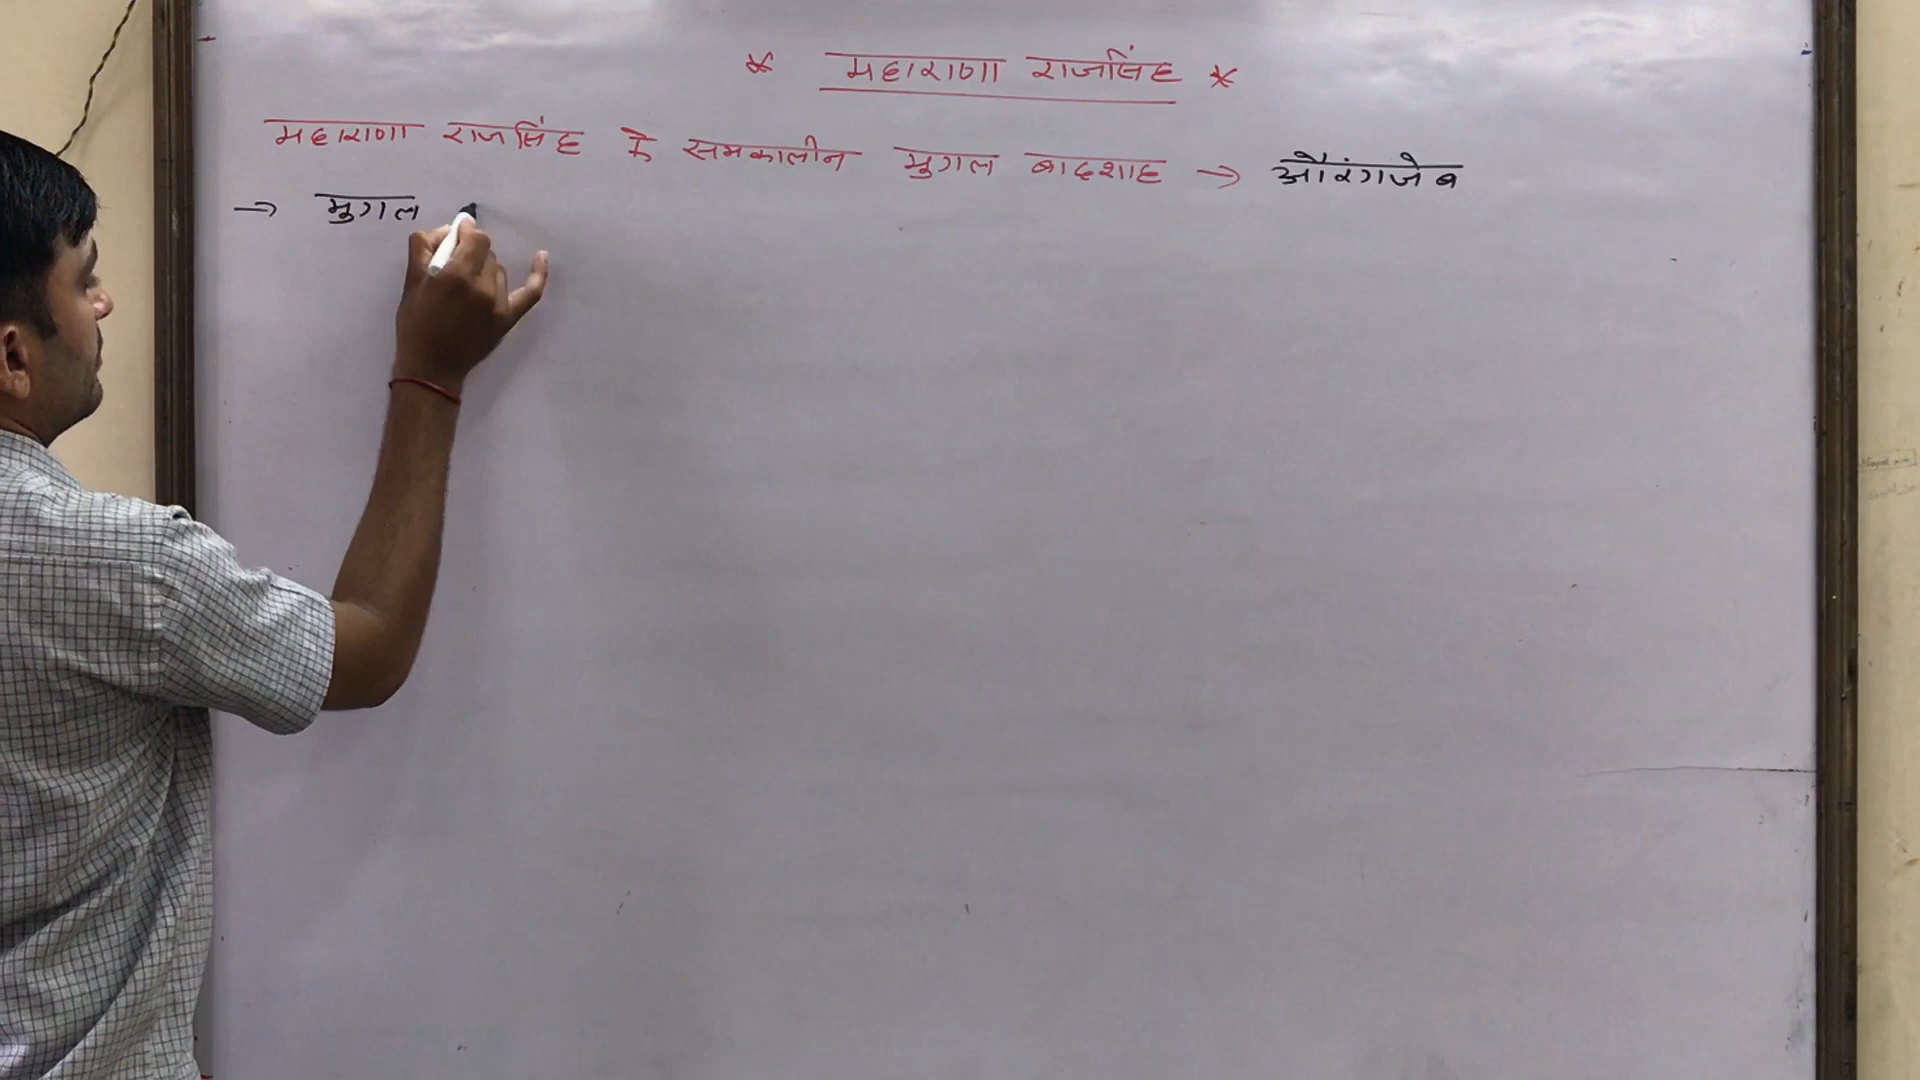 * महाराणा राजसिंह *
महाराणा राजसिंह के समकालीन मुगल बादशाह → औरंगजेब
→ मुगल